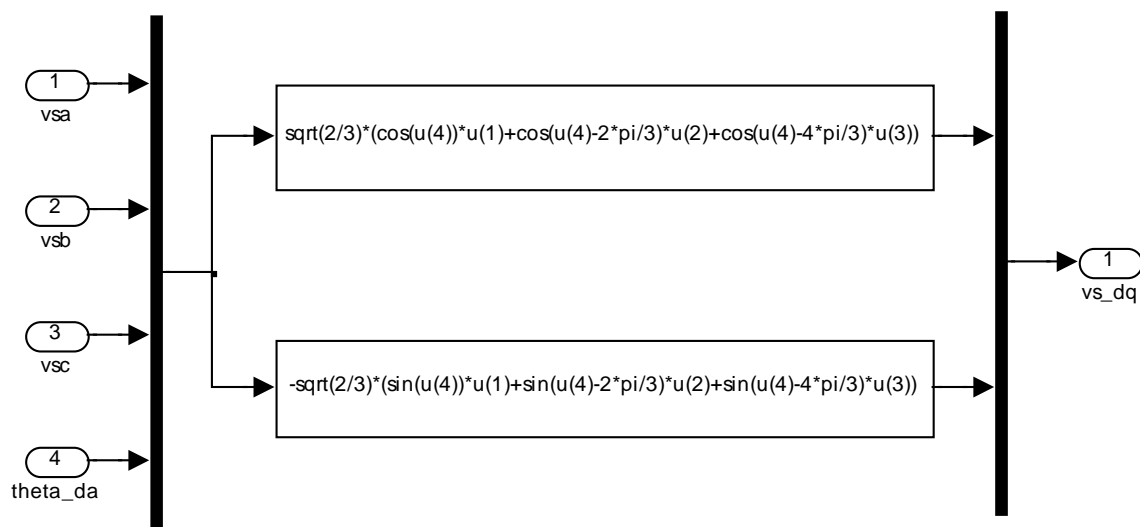 1
vsa
2
vsb
3
vsc
4
theta_da
sqrt(2/3)*(cos(u(4))*u(1)+cos(u(4)-2*pi/3)*u(2)+cos(u(4)-4*pi/3)*u(3))
-sqrt(2/3)*(sin(u(4))*u(1)+sin(u(4)-2*pi/3)*u(2)+sin(u(4)-4*pi/3)*u(3))
1
vs_dq